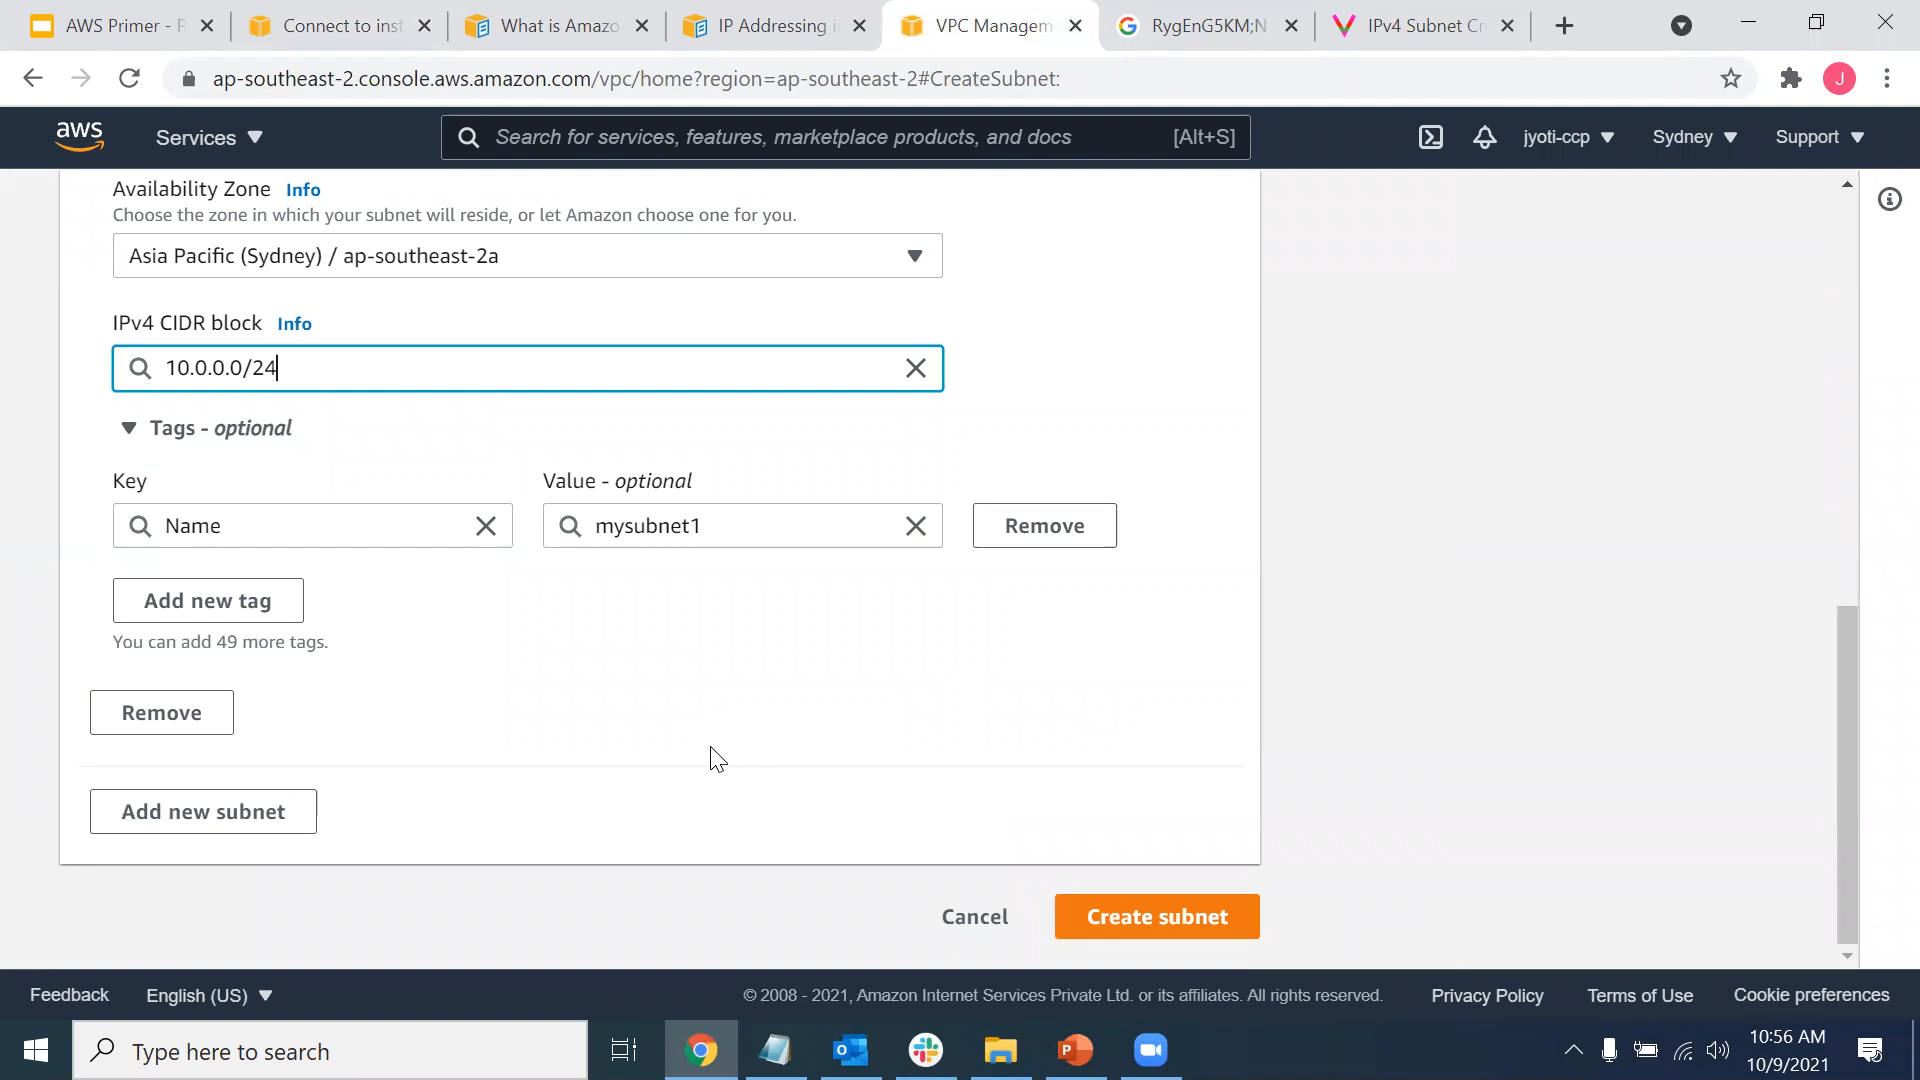 AWS Primer - P
Connect to inst
What is Amazo
IP Addressing i
VPC Managem
RygEnG5KM;N
IPv4 Subnet Cr
ap-southeast-2.console.aws.amazon.com/vpc/home?region=ap-southeast-2#CreateSubnet:
J
aws
Services
Search for services, features, marketplace products, and docs
[Alt+S]
jyoti-ccp
Sydney
Support
Availability Zone Info
Choose the zone in which your subnet will reside, or let Amazon choose one for you.
Asia Pacific (Sydney) / ap-southeast-2a
IPv4 CIDR block Info
10.0.0.0/24
Tags - optional
Key
Value - optional
Name
mysubnet1
Remove
Add new tag
You can add 49 more tags.
Remove
Add new subnet
Cancel
Create subnet
Feedback
English (US)
© 2008 - 2021, Amazon Internet Services Private Ltd. or its affiliates. All rights reserved.
Privacy Policy
Terms of Use
Cookie preferences
Type here to search
10:56 AM
10/9/2021